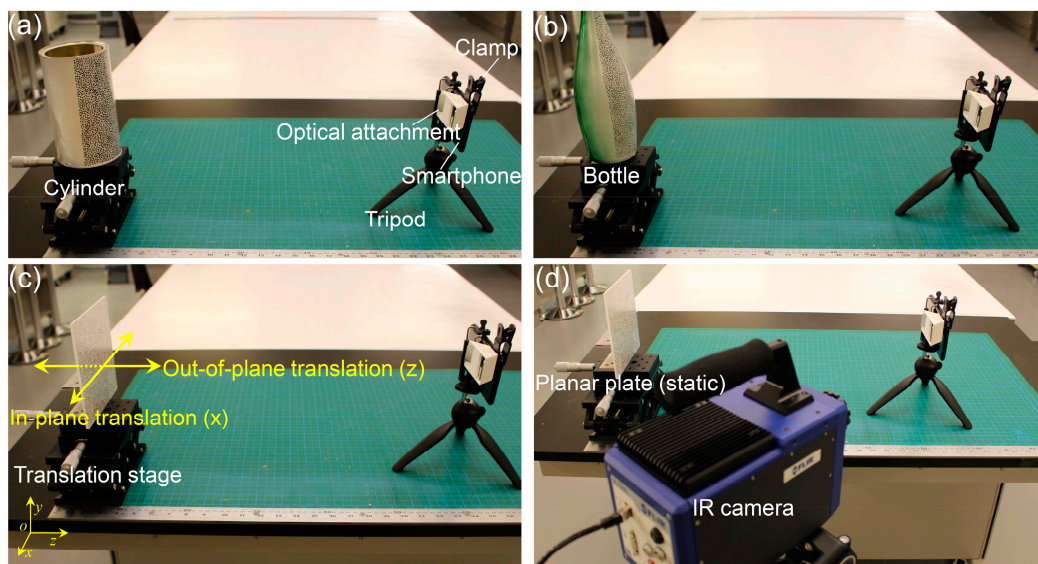 (a)
Clamp
Optical attachment
Smartphone
Cylinder
Tripod
(b)
Bottle
(c)
Out-of-plane translation (z)
In-plane translation (x)
Translation stage
y
o
z
x
(d)
Planar plate (static)
FLIR
FLIR
IR camera